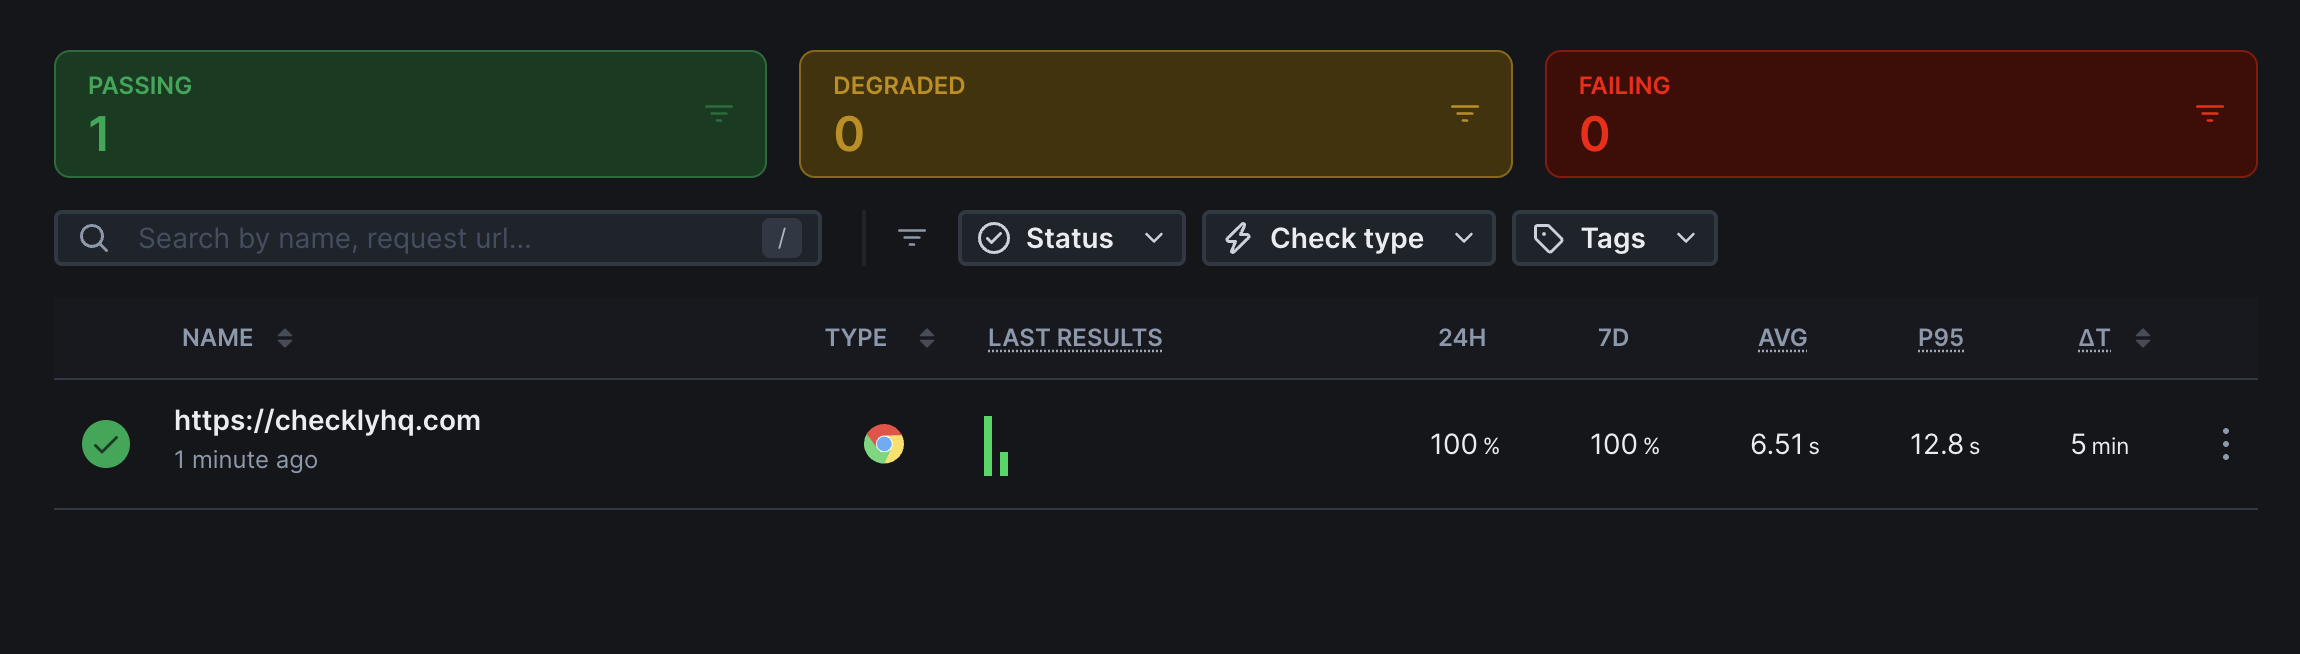 PASSING
1
DEGRADED
0
FAILING
0
Search by name, request url...
/
Status
Check type
Tags
NAME TYPE LAST RESULTS 24H 7D AVG P95 ΔT
https://checklyhq.com
1 minute ago
100 % 100 % 6.51 s 12.8 s 5 min